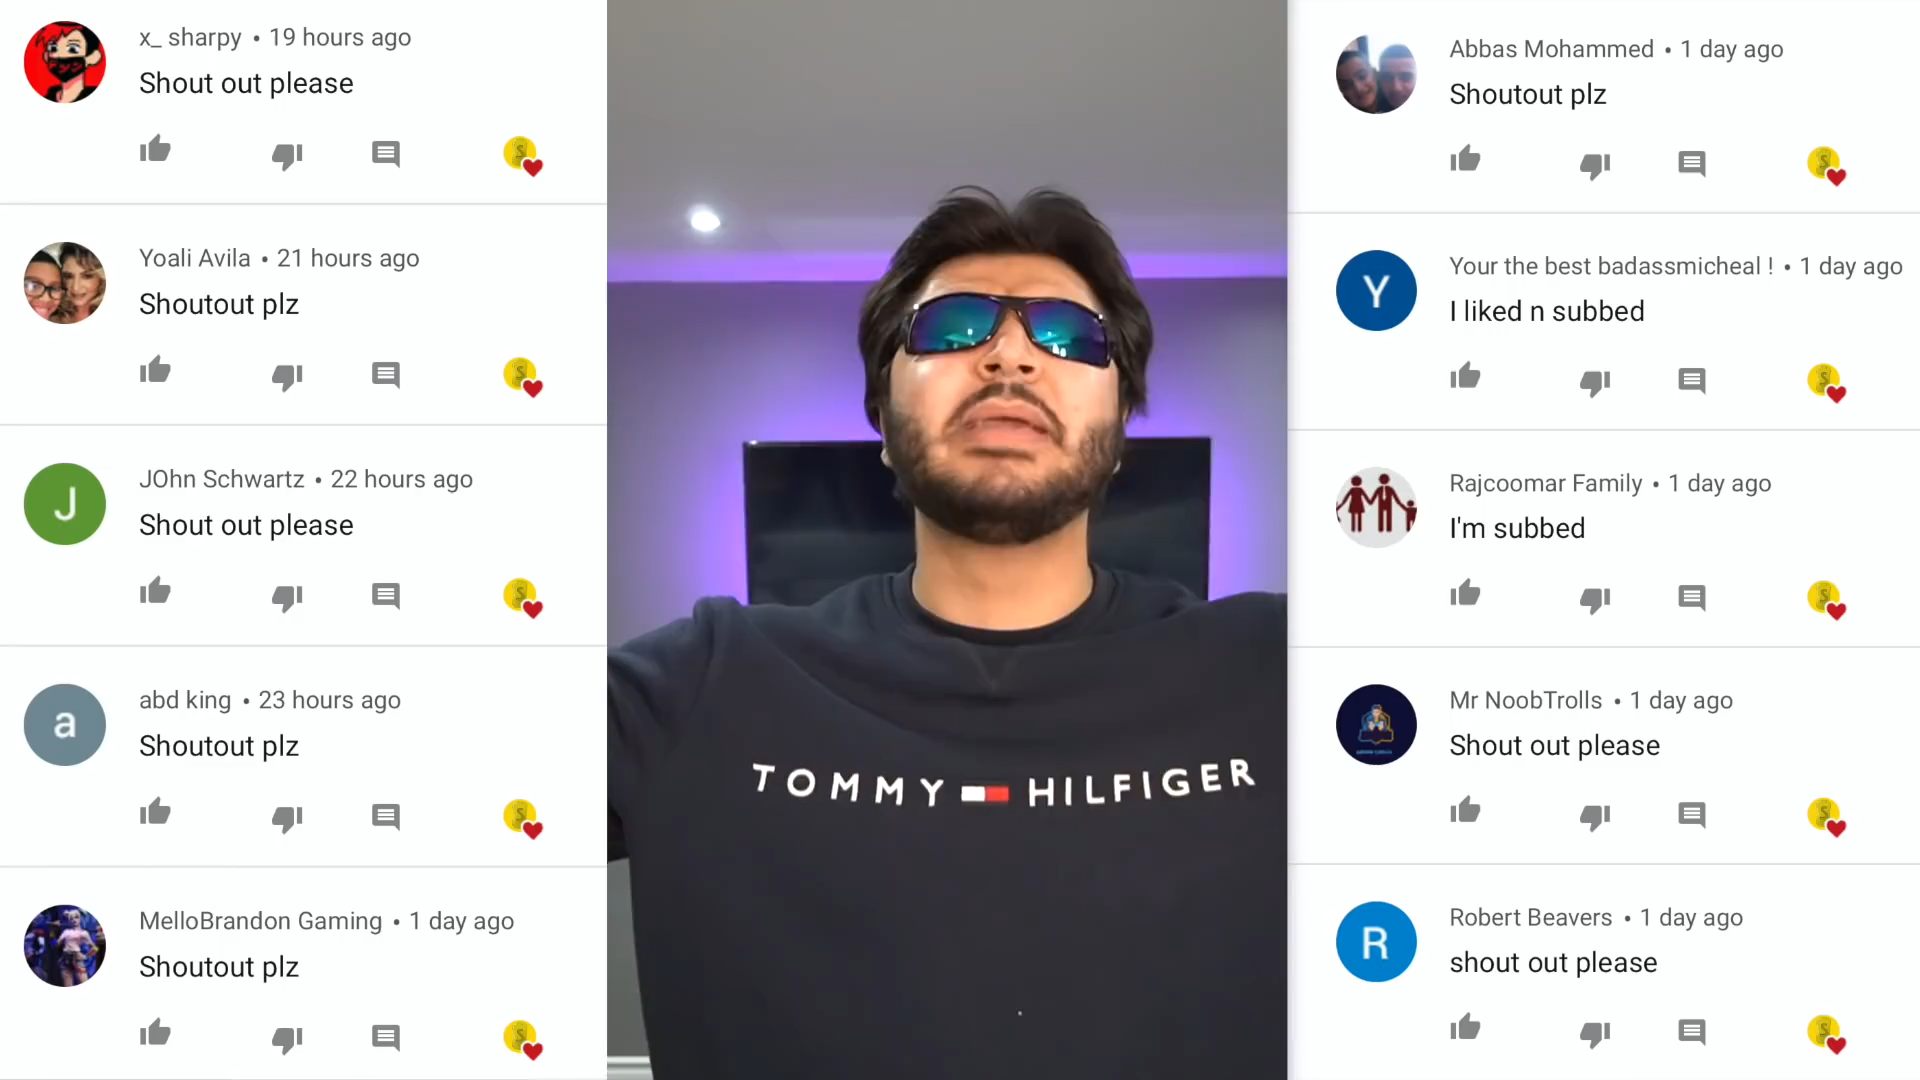 x_ sharpy • 19 hours ago
Shout out please
Yoali Avila • 21 hours ago
Shoutout plz
J
JOhn Schwartz • 22 hours ago
Shout out please
a
abd king • 23 hours ago
Shoutout plz
MelloBrandon Gaming • 1 day ago
Shoutout plz
TOMMY HILFIGER
Abbas Mohammed • 1 day ago
Shoutout plz
Y
Your the best badassmicheal ! • 1 day ago
I liked n subbed
Rajcoomar Family • 1 day ago
I'm subbed
Mr NoobTrolls • 1 day ago
Shout out please
R
Robert Beavers • 1 day ago
shout out please